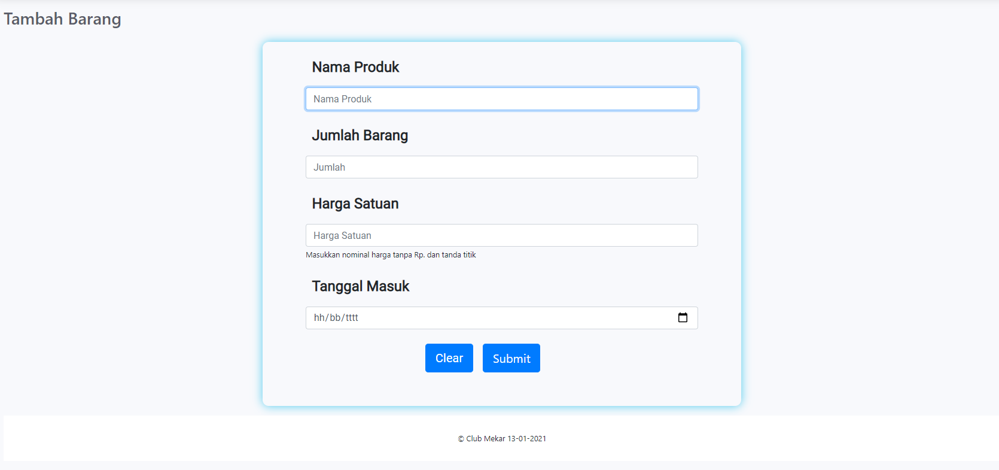 Tambah Barang
Nama Produk
Nama Produk
Jumlah Barang
Jumlah
Harga Satuan
Harga Satuan
Masukkan nominal harga tanpa Rp. dan tanda titik
Tanggal Masuk
hh/bb/tttt
Clear Submit
© Club Mekar 13-01-2021